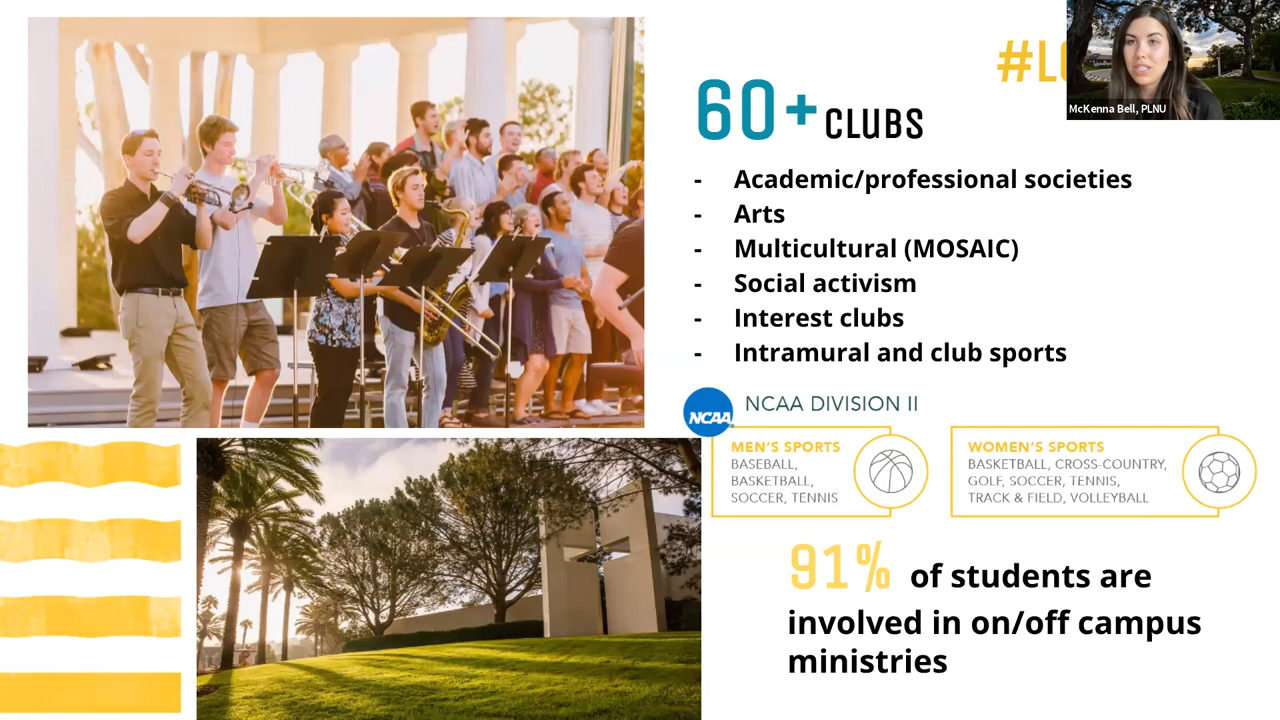 60+ CLUBS
McKenna Bell, PLNU
- Academic/professional societies
- Arts
- Multicultural (MOSAIC)
- Social activism
- Interest clubs
- Intramural and club sports
NCAA
NCAA DIVISION II
MEN'S SPORTS
BASEBALL,
BASKETBALL,
SOCCER, TENNIS
WOMEN'S SPORTS
BASKETBALL, CROSS-COUNTRY,
GOLF, SOCCER, TENNIS,
TRACK & FIELD, VOLLEYBALL
91% of students are
involved in on/off campus
ministries